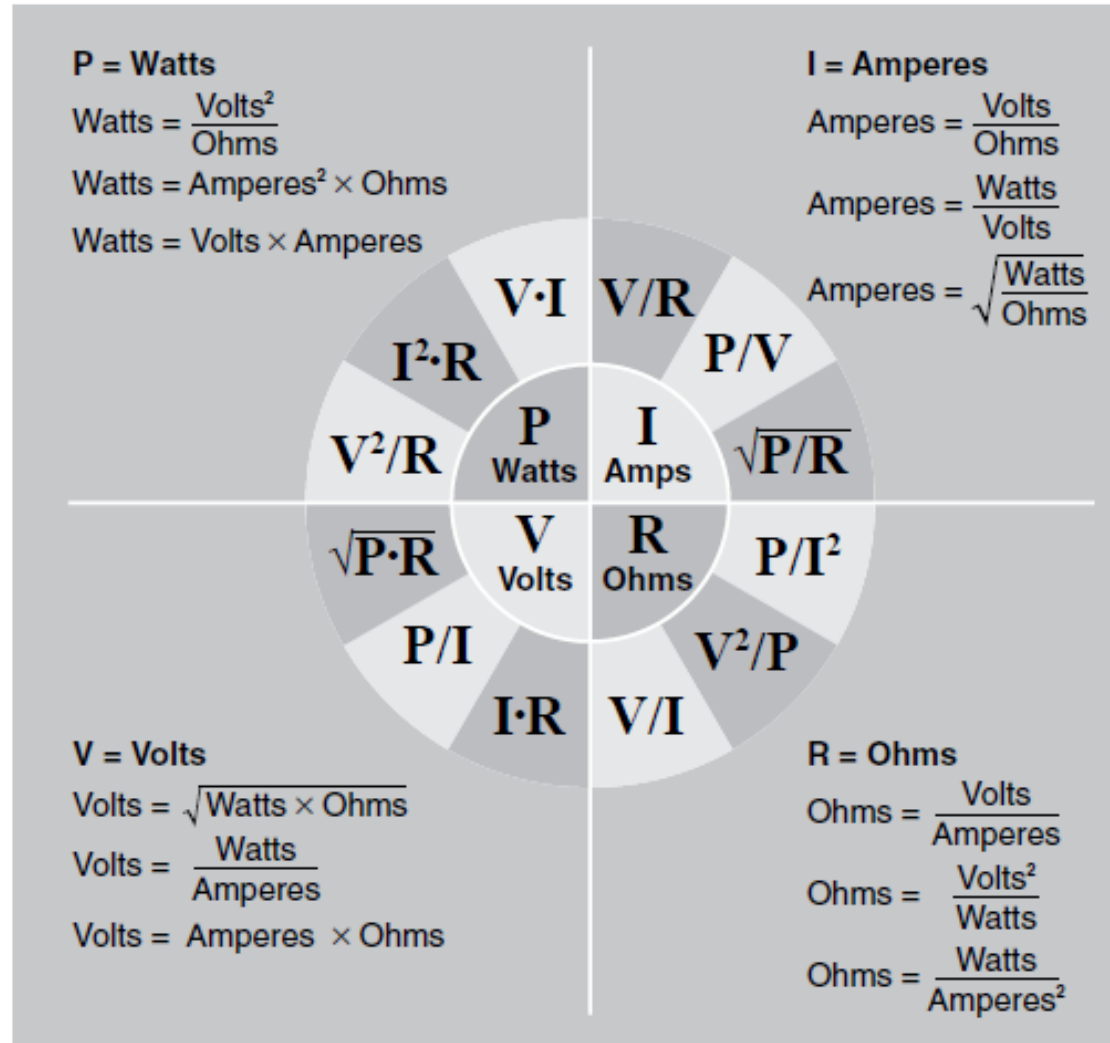 P = Watts
Watts = Volts²/Ohms
Watts = Amperes² × Ohms
Watts = Volts × Amperes
I = Amperes
Amperes = Volts/Ohms
Amperes = Watts/Volts
Amperes = √(Watts/Ohms)
V·I
V/R
I²·R
P/V
V²/R
√P/R
P
Watts
I
Amps
V
Volts
R
Ohms
√P·R
P/I²
P/I
V²/P
I·R
V/I
V = Volts
Volts = √(Watts × Ohms)
Volts = Watts/Amperes
Volts = Amperes × Ohms
R = Ohms
Ohms = Volts/Amperes
Ohms = Volts²/Watts
Ohms = Watts/Amperes²